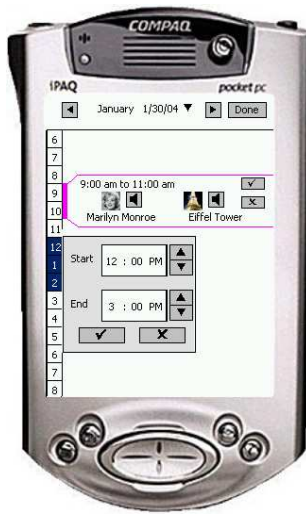 COMPAQ
iPAQ
pocket pc
January 1/30/04 ▼
Done
6
7
8
9:00 am to 11:00 am
9
10
Marilyn Monroe
Eiffel Tower
11
12
Start
12 : 00 PM
1
2
End
3 : 00 PM
3
4
5
6
7
8